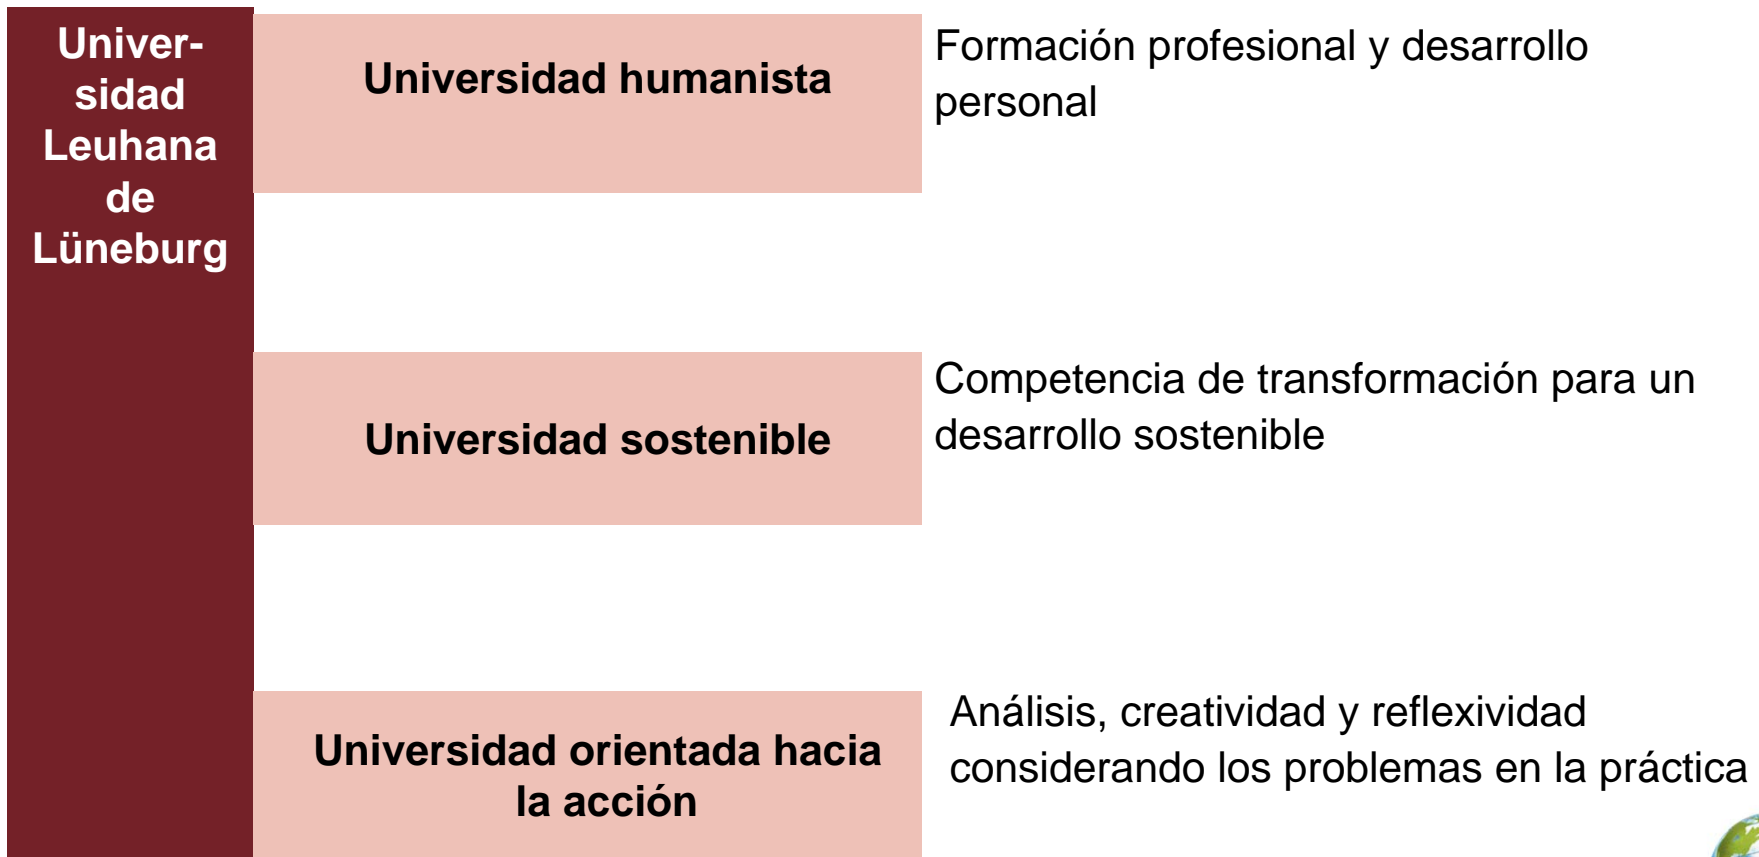 Univer-
sidad
Leuhana
de
Lüneburg
Universidad humanista
Formación profesional y desarrollo
personal
Universidad sostenible
Competencia de transformación para un
desarrollo sostenible
Universidad orientada hacia
la acción
Análisis, creatividad y reflexividad
considerando los problemas en la práctica